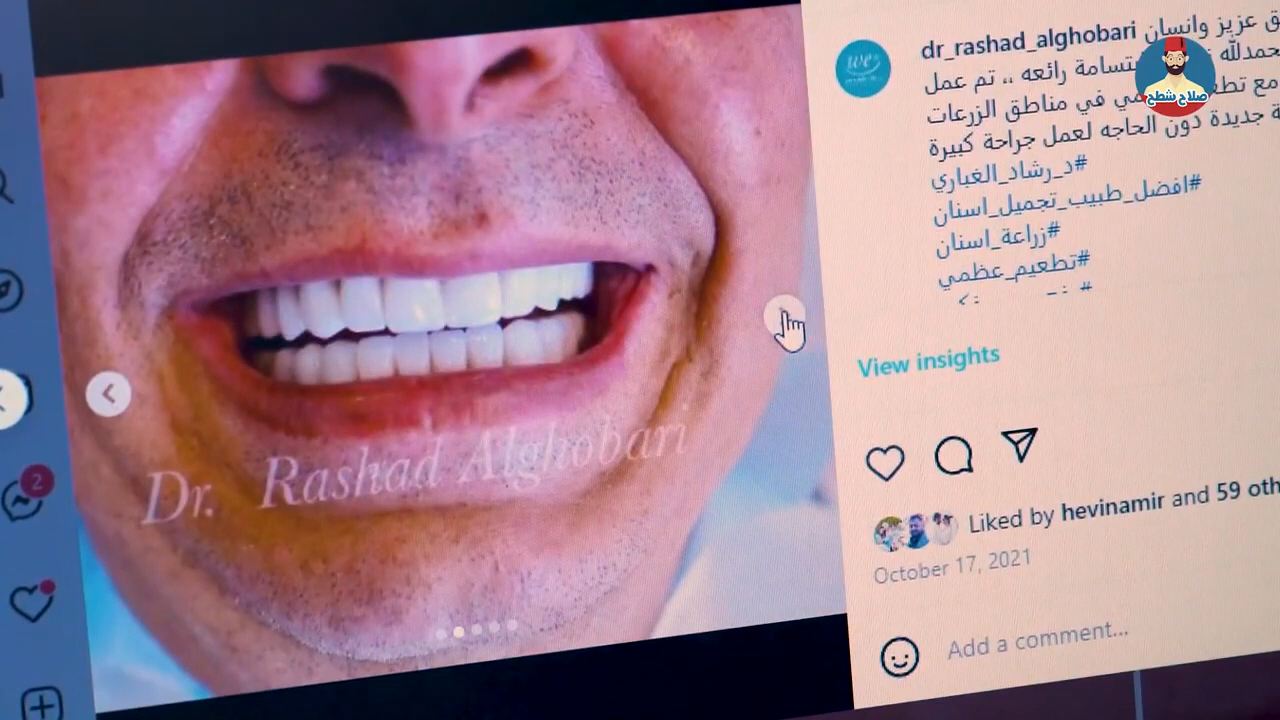 dr_rashad_alghobari عزيز وانسان
حمدلله
بتسامة رائعه ،، تم عمل
مع
في مناطق الزرعات
جديدة دون الحاجه لعمل جراحة كبيرة
#د_رشاد_الغباري
#افضل_طبيب_تجميل_اسنان
#زراعة_اسنان
#تطعيم_عظمي
صلاح شطح
we
View insights
Liked by hevinamir and 59 oth
October 17, 2021
Add a comment...
2
Dr. Rashad Alghobari